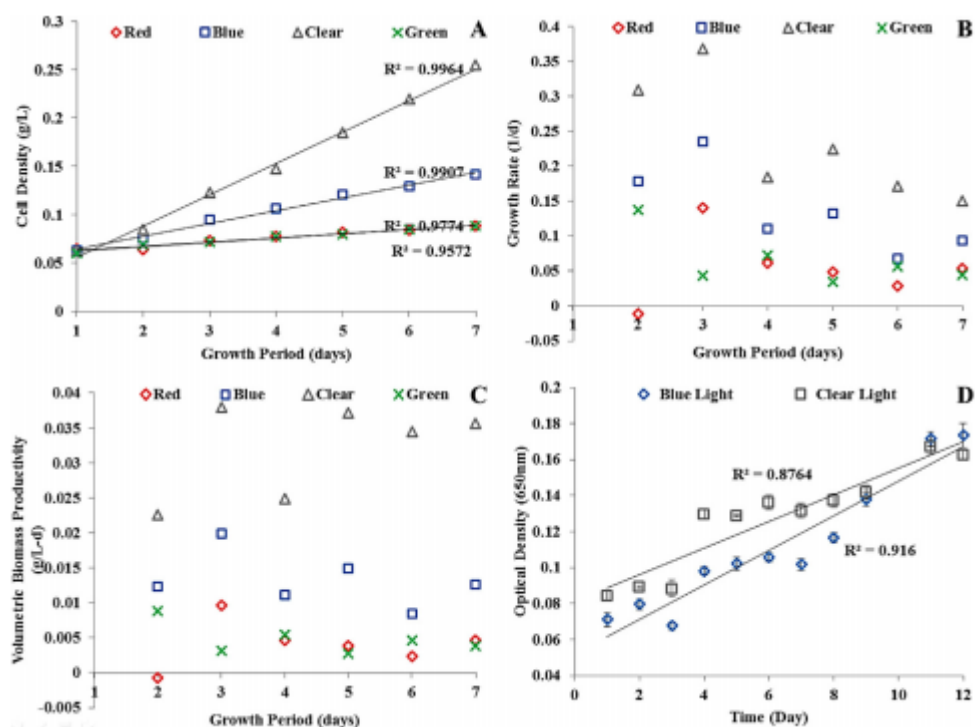 A
Red Blue Clear Green
R² = 0.9964
R² = 0.9907
R² = 0.9774
R² = 0.9572
Cell Density (g/L)
0.3
0.25
0.2
0.15
0.1
0.05
0
1 2 3 4 5 6 7
Growth Period (days)
B
Red Blue Clear Green
Growth Rate (1/d)
0.4
0.35
0.3
0.25
0.2
0.15
0.1
0.05
0
-0.05
1 2 3 4 5 6 7
Growth Period (days)
C
Red Blue Clear Green
Volumetric Biomass Productivity
(g/L-d)
0.04
0.035
0.03
0.025
0.02
0.015
0.01
0.005
0
-0.005
1 2 3 4 5 6 7
Growth Period (days)
D
Blue Light Clear Light
R² = 0.8764
R² = 0.916
Optical Density (650nm)
0.2
0.18
0.16
0.14
0.12
0.1
0.08
0.06
0.04
0 2 4 6 8 10 12
Time (Day)